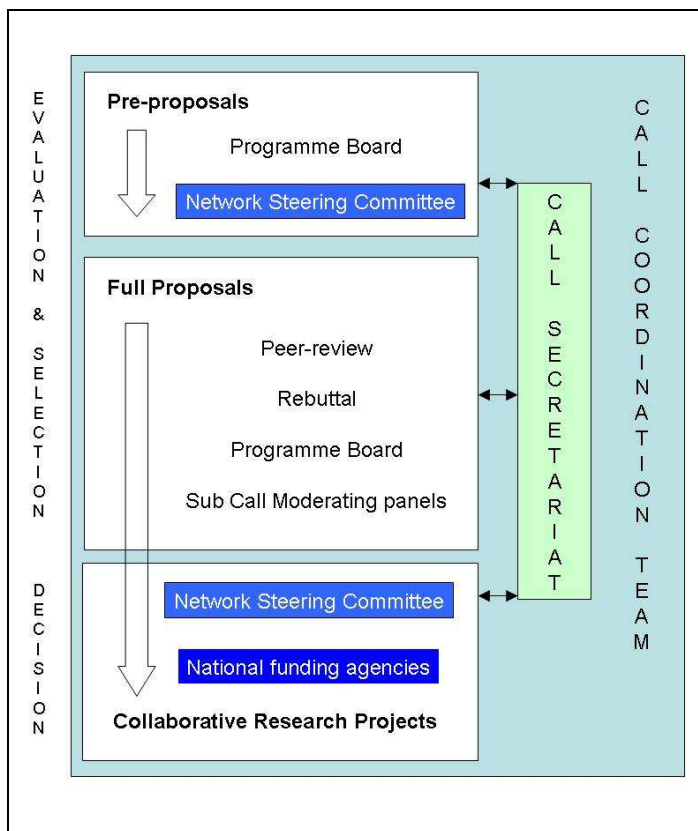 EVALUATION & SELECTION
DECISION
Pre-proposals
Programme Board
Network Steering Committee
Full Proposals
Peer-review
Rebuttal
Programme Board
Sub Call Moderating panels
Network Steering Committee
National funding agencies
Collaborative Research Projects
CALL SECRETARIAT
CALL COORDINATION TEAM